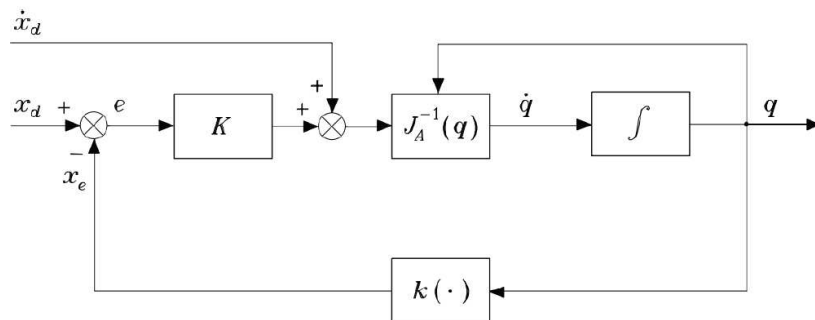 ẋ_d
x_d + e K + + J_A^{-1}(q) q̇ ∫ q
−
x_e
k(·)